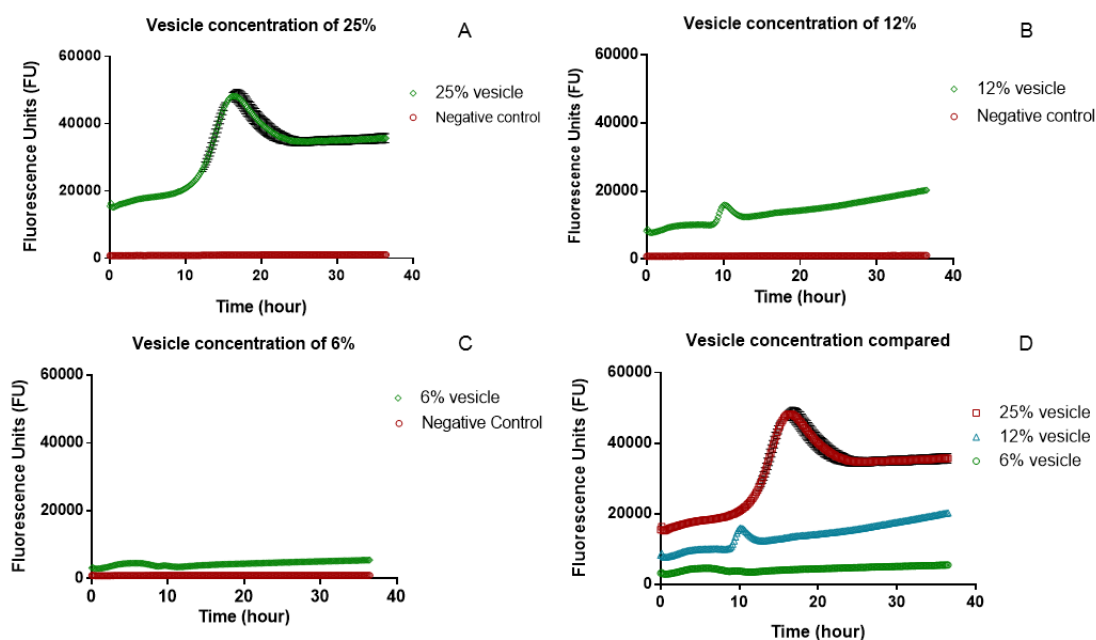 Vesicle concentration of 25%
A
Fluorescence Units (FU)
60000
40000
20000
0
0 10 20 30 40
Time (hour)
25% vesicle
Negative control
Vesicle concentration of 12%
B
Fluorescence Units (FU)
60000
50000
40000
30000
20000
10000
0
0 10 20 30 40
Time (hour)
12% vesicle
Negative control
Vesicle concentration of 6%
C
Fluorescence Units (FU)
60000
40000
20000
0
0 10 20 30 40
Time (hour)
6% vesicle
Negative Control
Vesicle concentration compared
D
Fluorescence Units (FU)
60000
40000
20000
0
0 10 20 30 40
Time (hour)
25% vesicle
12% vesicle
6% vesicle